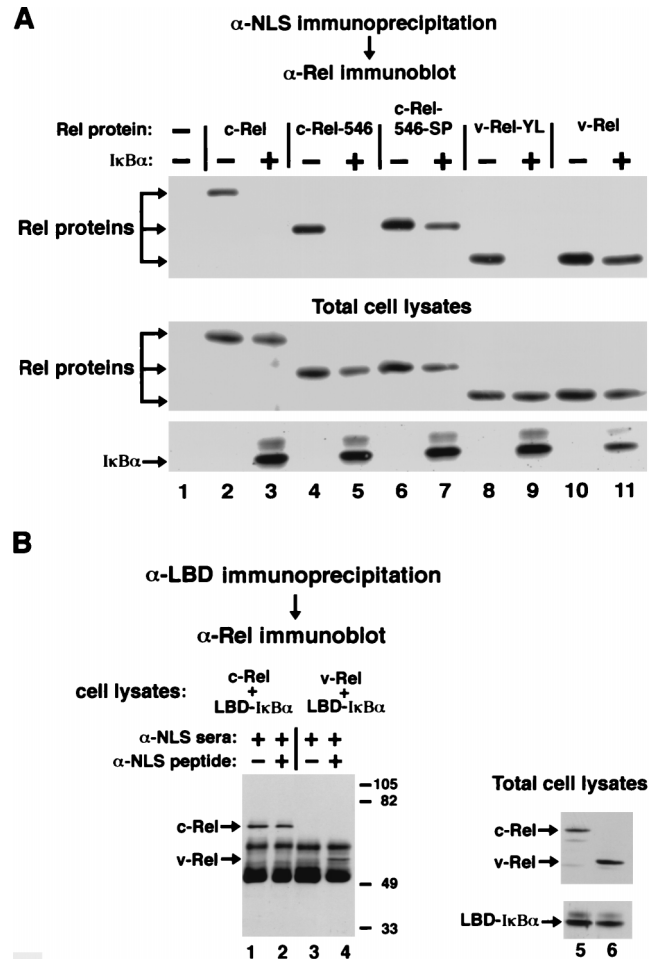 A
α-NLS immunoprecipitation
α-Rel immunoblot
Rel protein: – c-Rel c-Rel-546 c-Rel-546-SP v-Rel-YL v-Rel
IκBα: – – + – + – + – + – +
Rel proteins
Total cell lysates
Rel proteins
IκBα
1 2 3 4 5 6 7 8 9 10 11
B
α-LBD immunoprecipitation
α-Rel immunoblot
cell lysates: c-Rel + LBD-IκBα v-Rel + LBD-IκBα
α-NLS sera: + + + +
α-NLS peptide: – + – +
105
82
c-Rel
v-Rel
49
33
1 2 3 4
Total cell lysates
c-Rel
v-Rel
LBD-IκBα
5 6